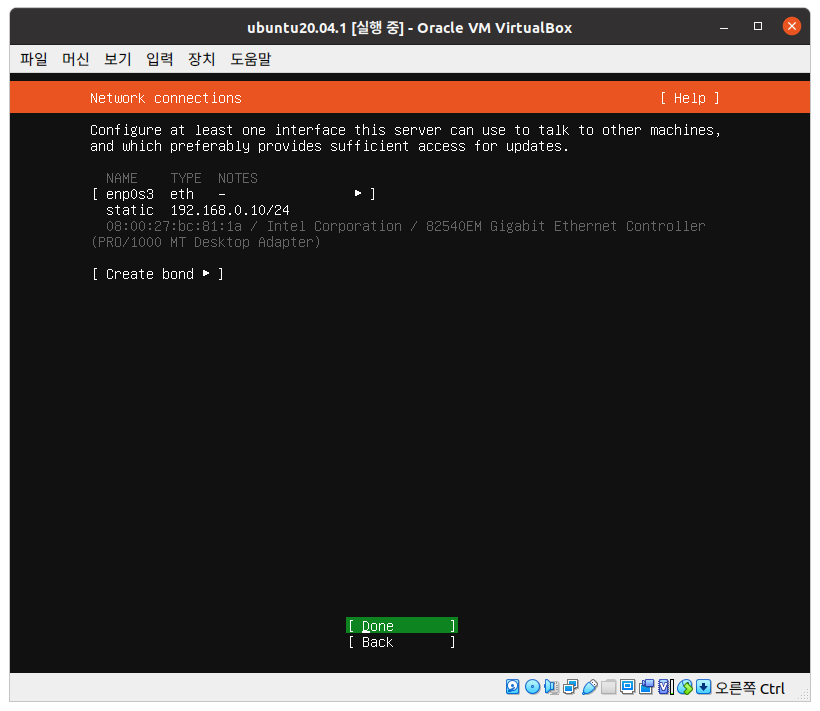 ubuntu20.04.1 [실행 중] - Oracle VM VirtualBox
파일 머신 보기 입력 장치 도움말
Network connections [ Help ]
Configure at least one interface this server can use to talk to other machines,
and which preferably provides sufficient access for updates.
NAME TYPE NOTES
[ enp0s3 eth - ▸ ]
static 192.168.0.10/24
08:00:27:bc:81:1a / Intel Corporation / 82540EM Gigabit Ethernet Controller
(PRO/1000 MT Desktop Adapter)
[ Create bond ▸ ]
[ Done ]
[ Back ]
오른쪽 Ctrl